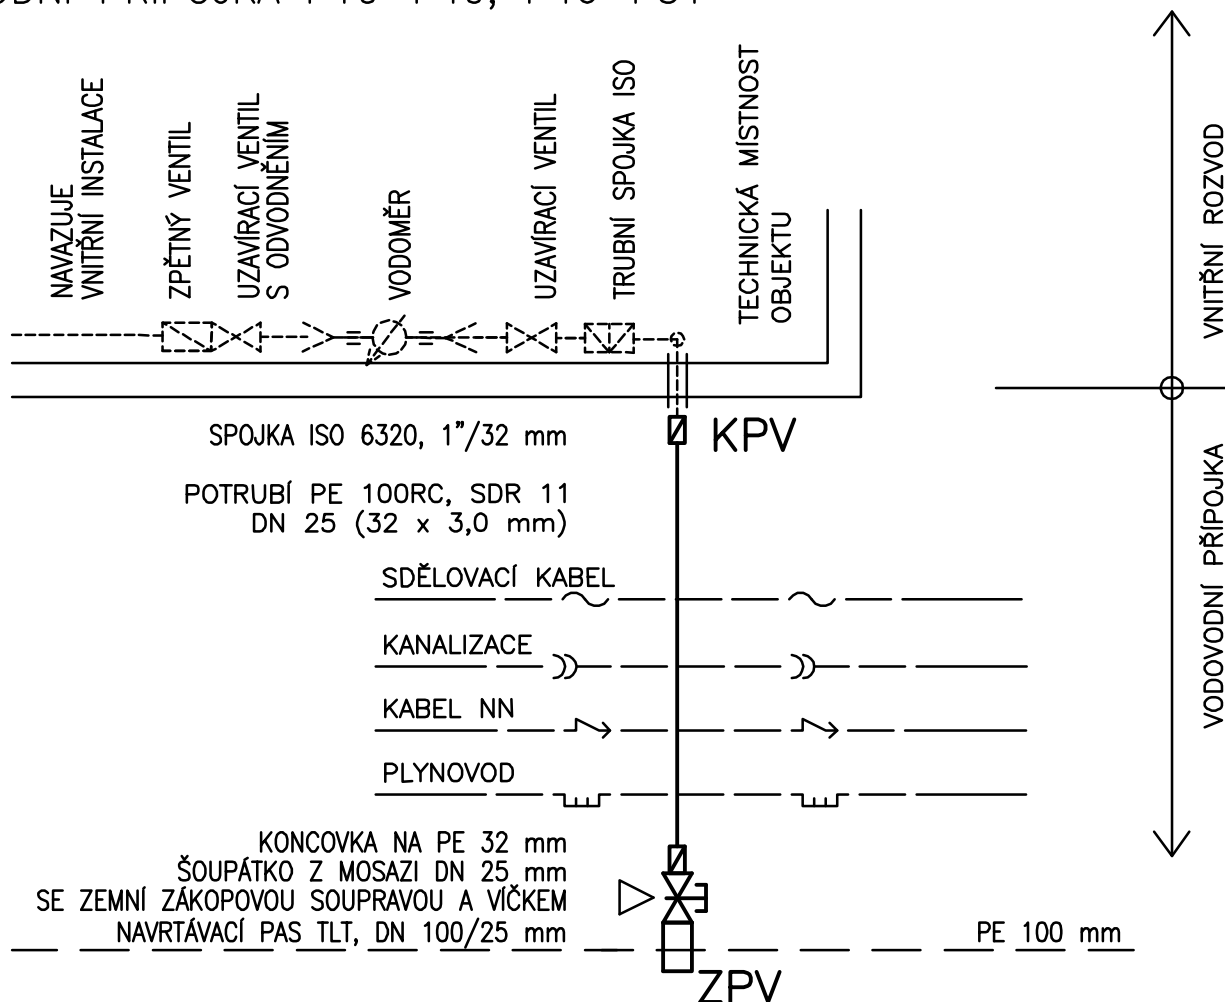 NAVAZUJE
VNITŘNÍ INSTALACE
ZPĚTNÝ VENTIL
UZAVÍRACÍ VENTIL
S ODVODNĚNÍM
VODOMĚR
UZAVÍRACÍ VENTIL
TRUBNÍ SPOJKA ISO
TECHNICKÁ MÍSTNOST
OBJEKTU
VNITŘNÍ ROZVOD
SPOJKA ISO 6320, 1"/32 mm
KPV
POTRUBÍ PE 100RC, SDR 11
DN 25 (32 x 3,0 mm)
VODOVODNÍ PŘÍPOJKA
SDĚLOVACÍ KABEL
KANALIZACE
KABEL NN
PLYNOVOD
KONCOVKA NA PE 32 mm
ŠOUPÁTKO Z MOSAZI DN 25 mm
SE ZEMNÍ ZÁKOPOVOU SOUPRAVOU A VÍČKEM
NAVRTÁVACÍ PAS TLT, DN 100/25 mm
PE 100 mm
ZPV